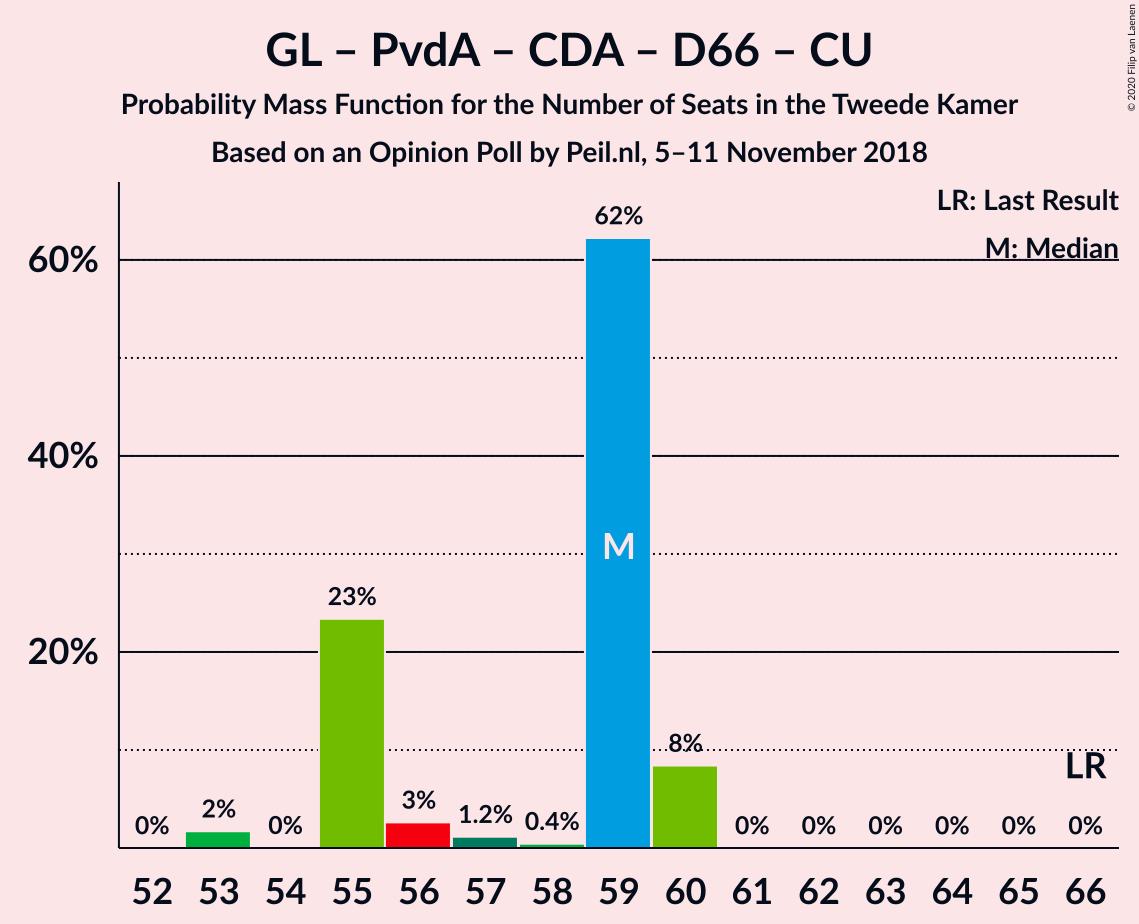 GL – PvdA – CDA – D66 – CU
Probability Mass Function for the Number of Seats in the Tweede Kamer
Based on an Opinion Poll by Peil.nl, 5–11 November 2018
© 2020 Filip van Laenen
LR: Last Result
M: Median
60%
40%
20%
0% 2% 0% 23% 3% 1.2% 0.4% 62% 8% 0% 0% 0% 0% 0% 0%
M
LR
52 53 54 55 56 57 58 59 60 61 62 63 64 65 66